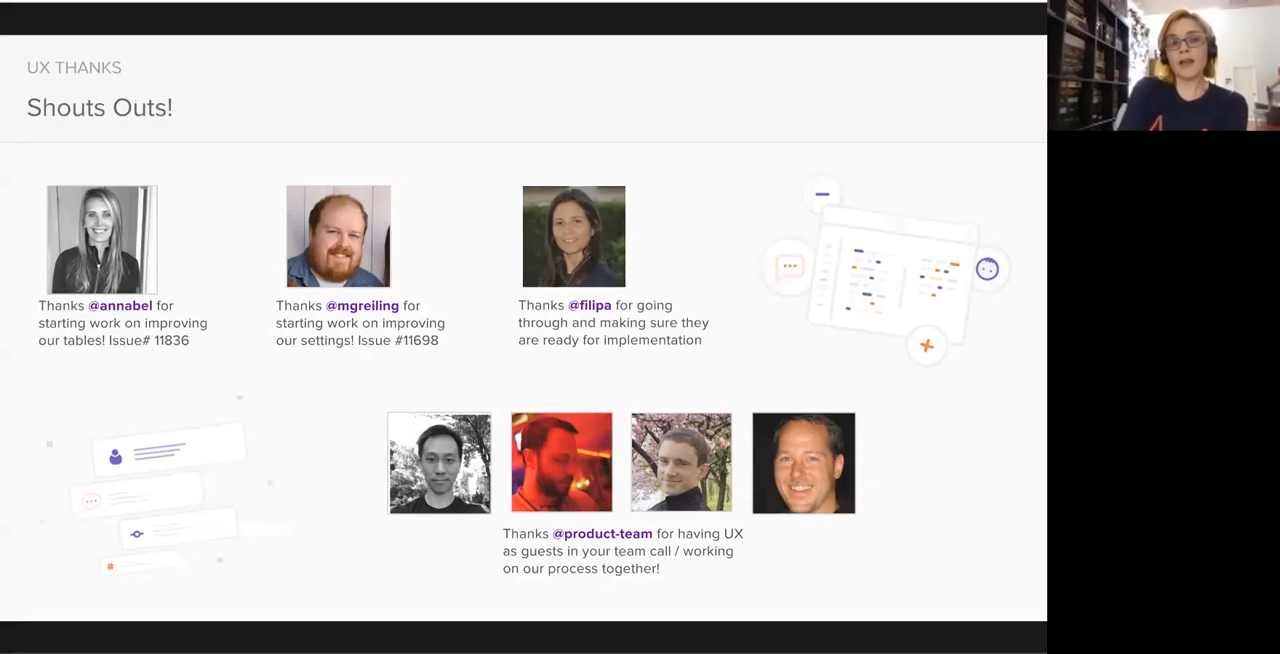 UX THANKS
Shouts Outs!
Thanks @annabel for
starting work on improving
our tables! Issue# 11836
Thanks @mgreiling for
starting work on improving
our settings! Issue #11698
Thanks @filipa for going
through and making sure they
are ready for implementation
Thanks @product-team for having UX
as guests in your team call / working
on our process together!